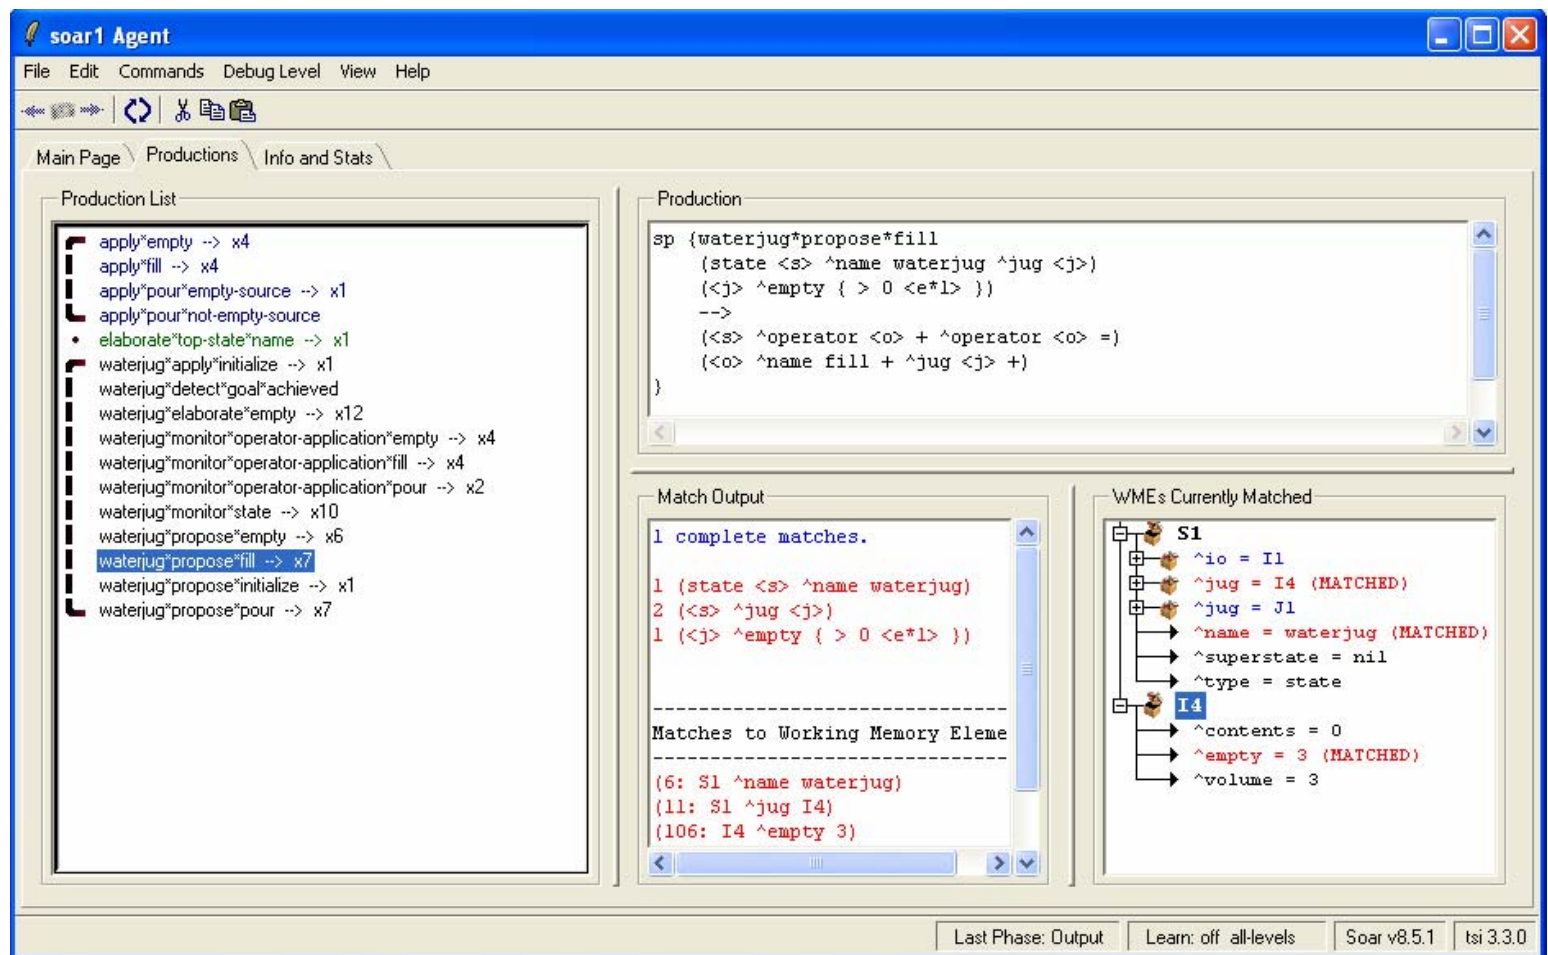 soar1 Agent
File Edit Commands Debug Level View Help
Main Page Productions Info and Stats
Production List
apply*empty --> x4
apply*fill --> x4
apply*pour*empty-source --> x1
apply*pour*not-empty-source
elaborate*top-state*name --> x1
waterjug*apply*initialize --> x1
waterjug*detect*goal*achieved
waterjug*elaborate*empty --> x12
waterjug*monitor*operator-application*empty --> x4
waterjug*monitor*operator-application*fill --> x4
waterjug*monitor*operator-application*pour --> x2
waterjug*monitor*state --> x10
waterjug*propose*empty --> x6
waterjug*propose*fill --> x7
waterjug*propose*initialize --> x1
waterjug*propose*pour --> x7
Production
sp {waterjug*propose*fill
(state <s> ^name waterjug ^jug <j>)
(<j> ^empty { > 0 <e*1> })
-->
(<s> ^operator <o> + ^operator <o> =)
(<o> ^name fill + ^jug <j> +)
}
Match Output
1 complete matches.
1 (state <s> ^name waterjug)
2 (<s> ^jug <j>)
1 (<j> ^empty { > 0 <e*1> })
-------------------------------
Matches to Working Memory Eleme
-------------------------------
(6: S1 ^name waterjug)
(11: S1 ^jug I4)
(106: I4 ^empty 3)
WMEs Currently Matched
S1
^io = I1
^jug = I4 (MATCHED)
^jug = J1
^name = waterjug (MATCHED)
^superstate = nil
^type = state
I4
^contents = 0
^empty = 3 (MATCHED)
^volume = 3
Last Phase: Output Learn: off all-levels Soar v8.5.1 tsi 3.3.0